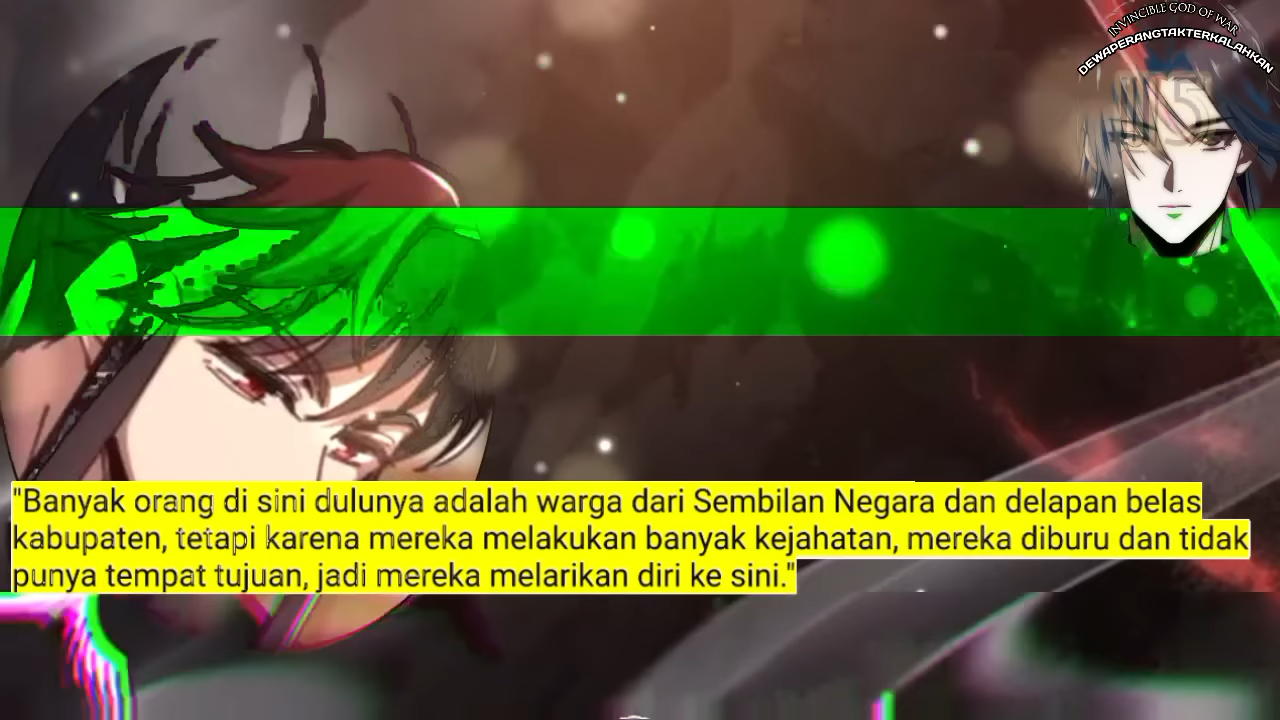 INVINCIBLE GOD OF WAR
DEWAPERANGTAKTERKALAHKAN
"Banyak orang di sini dulunya adalah warga dari Sembilan Negara dan delapan belas
kabupaten, tetapi karena mereka melakukan banyak kejahatan, mereka diburu dan tidak
punya tempat tujuan, jadi mereka melarikan diri ke sini."